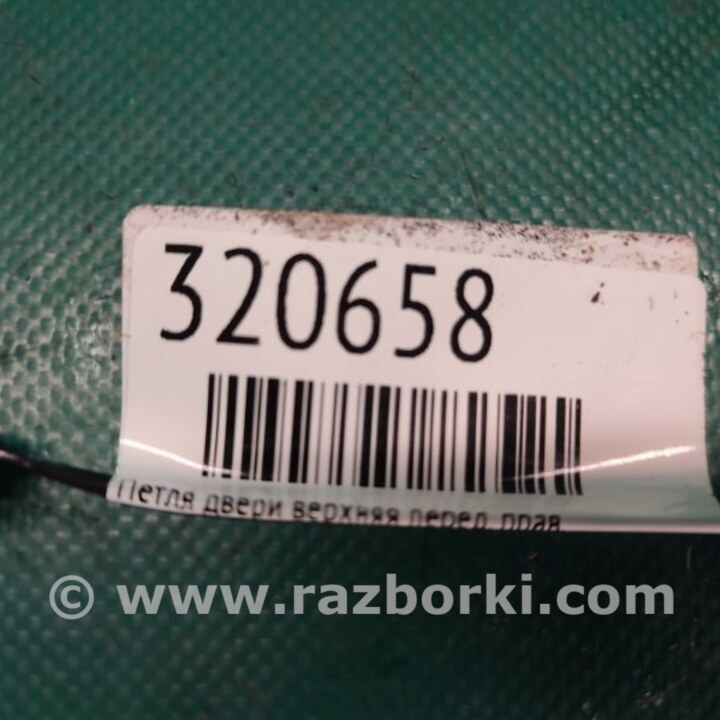 320658
Петля двери верхняя перед. прав
© www.razborki.com